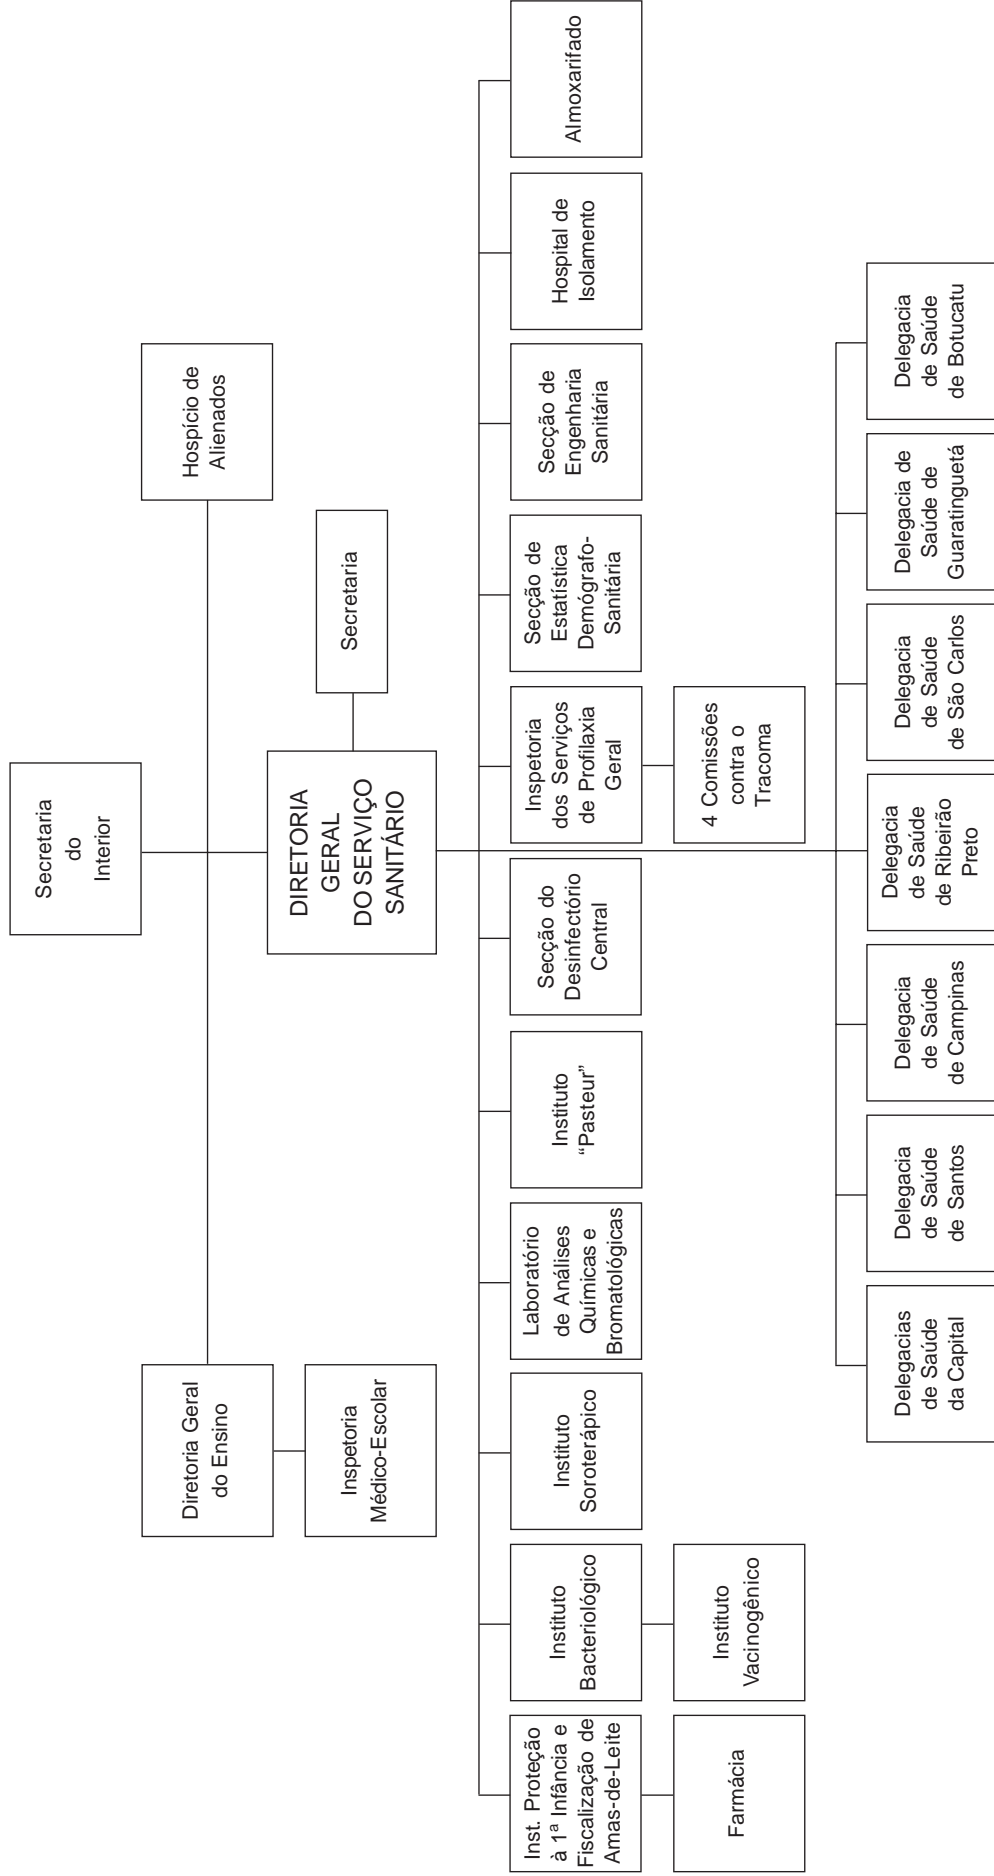 Secretaria
do
Interior
Diretoria Geral
do Ensino
Hospício de
Alienados
Inspetoria
Médico-Escolar
DIRETORIA
GERAL
DO SERVIÇO
SANITÁRIO
Secretaria
Inst. Proteção
à 1ª Infância e
Fiscalização de
Amas-de-Leite
Instituto
Bacteriológico
Instituto
Soroterápico
Laboratório
de Análises
Químicas e
Bromatológicas
Instituto
“Pasteur”
Secção do
Desinfectório
Central
Inspetoria
dos Serviços
de Profilaxia
Geral
Secção de
Estatística
Demógrafo-
Sanitária
Secção de
Engenharia
Sanitária
Hospital de
Isolamento
Almoxarifado
Farmácia
Instituto
Vacinogênico
4 Comissões
contra o
Tracoma
Delegacias
de Saúde
da Capital
Delegacia
de Saúde
de Santos
Delegacia
de Saúde
de Campinas
Delegacia
de Saúde
de Ribeirão
Preto
Delegacia
de Saúde
de São Carlos
Delegacia de
Saúde de
Guaratinguetá
Delegacia
de Saúde
de Botucatu